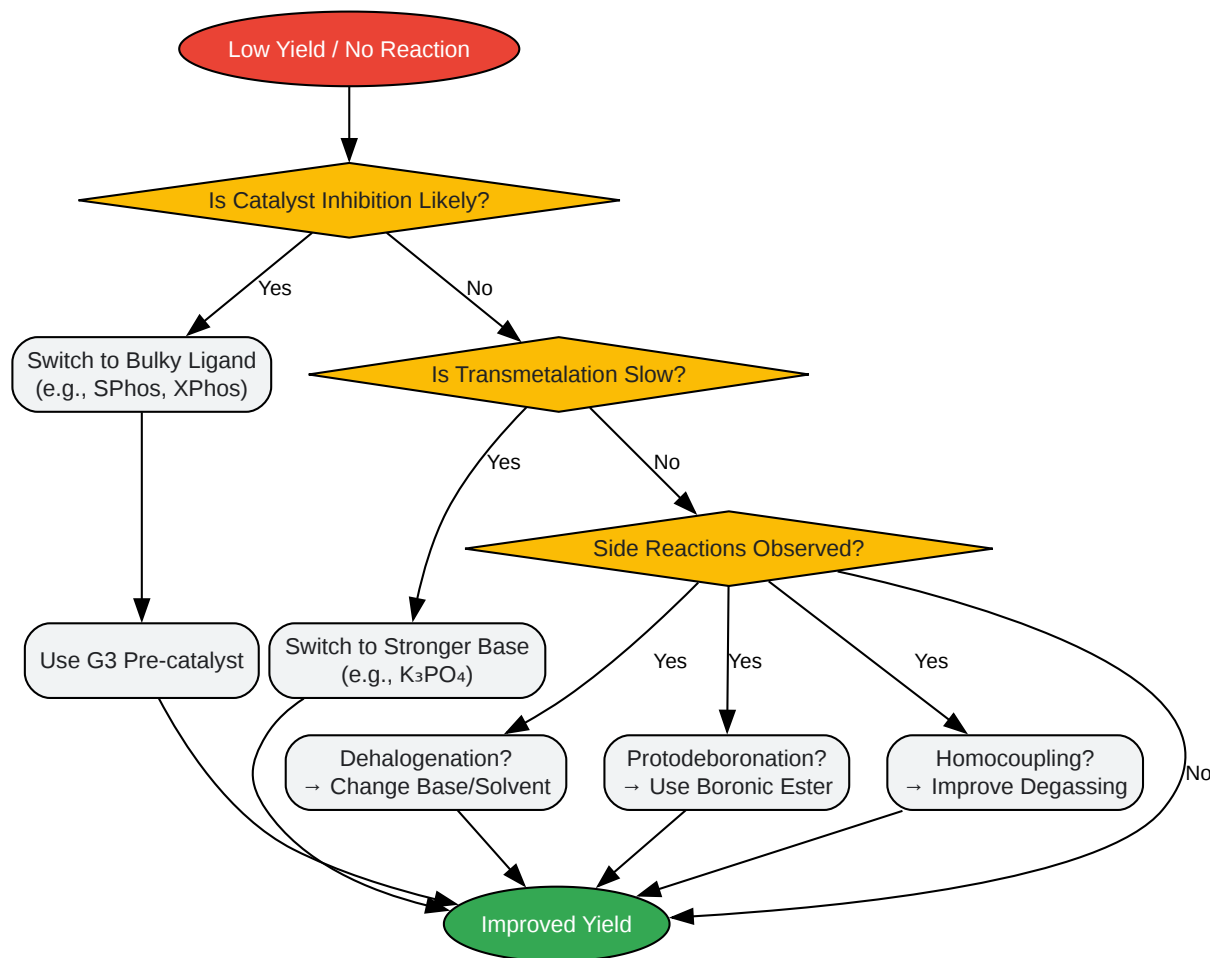 Low Yield / No Reaction
Is Catalyst Inhibition Likely?
Yes
No
Switch to Bulky Ligand
(e.g., SPhos, XPhos)
Is Transmetalation Slow?
Yes
No
Side Reactions Observed?
Use G3 Pre-catalyst
Switch to Stronger Base
(e.g., K₃PO₄)
Yes
Yes
Yes
No
Dehalogenation?
→ Change Base/Solvent
Protodeboronation?
→ Use Boronic Ester
Homocoupling?
→ Improve Degassing
Improved Yield